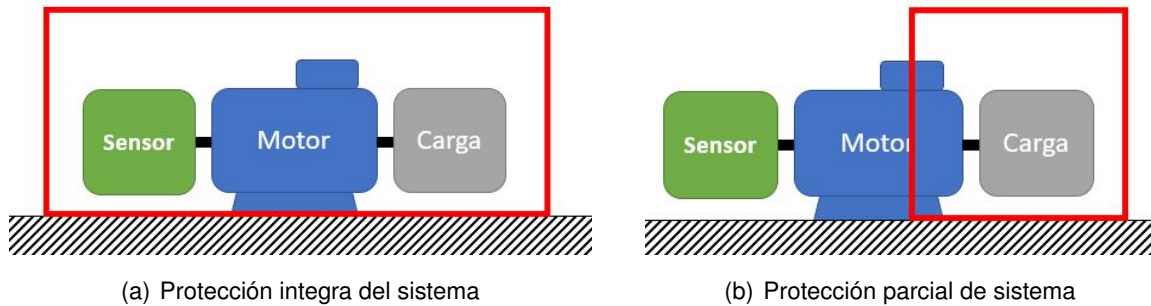 Sensor
Motor
Carga
Sensor
Motor
Carga
(a) Protección integra del sistema
(b) Protección parcial de sistema